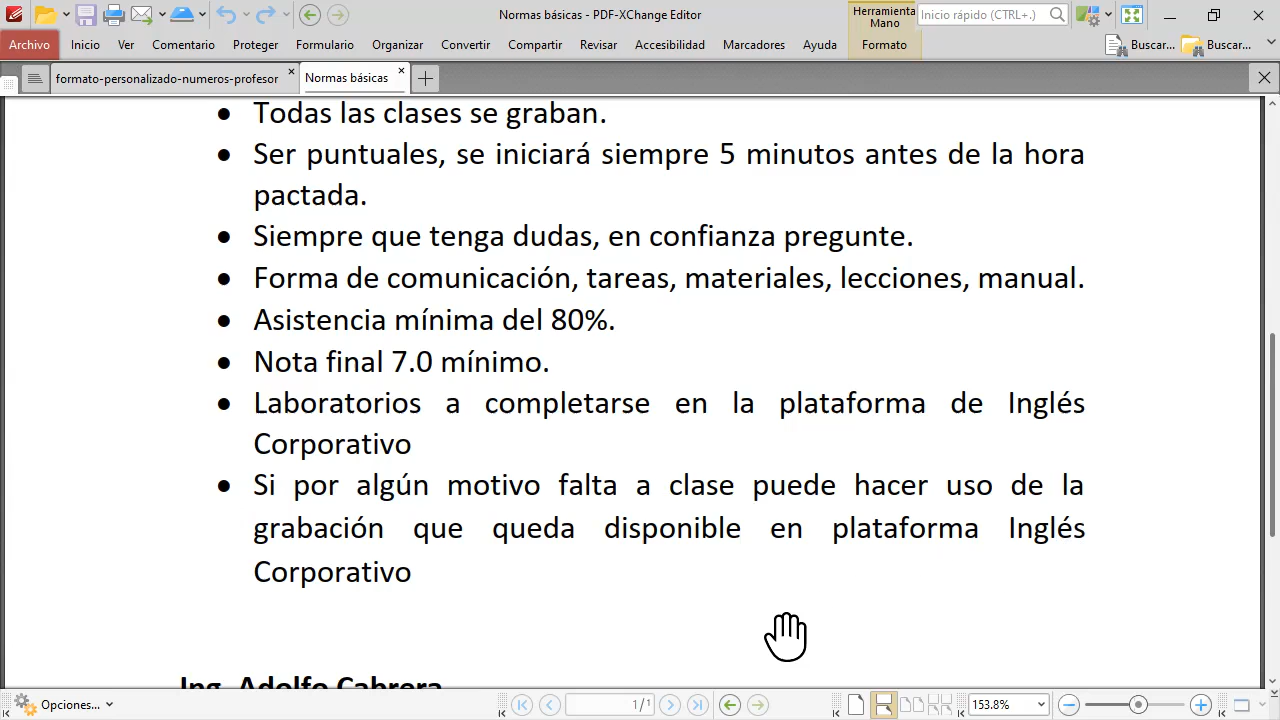 Normas básicas - PDF-XChange Editor
Herramienta Mano
Inicio rápido (CTRL+.)
Archivo Inicio Ver Comentario Proteger Formulario Organizar Convertir Compartir Revisar Accesibilidad Marcadores Ayuda Formato Buscar... Buscar...
formato-personalizado-numeros-profesor × Normas básicas × +
• Todas las clases se graban.
• Ser puntuales, se iniciará siempre 5 minutos antes de la hora
pactada.
• Siempre que tenga dudas, en confianza pregunte.
• Forma de comunicación, tareas, materiales, lecciones, manual.
• Asistencia mínima del 80%.
• Nota final 7.0 mínimo.
• Laboratorios a completarse en la plataforma de Inglés
Corporativo
• Si por algún motivo falta a clase puede hacer uso de la
grabación que queda disponible en plataforma Inglés
Corporativo
Ing. Adolfo Cabrera
Opciones... 1/1 153.8%